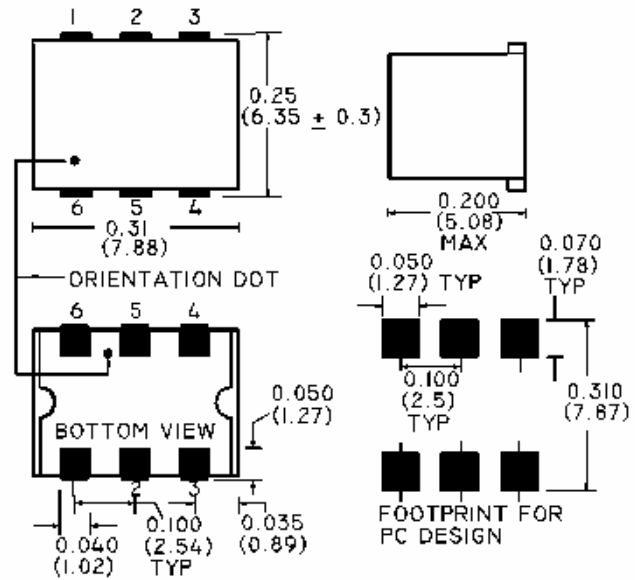 1 2 3
0.25
(6.35 ± 0.3)
6 5 4
0.31
(7.88)
0.200
(5.08)
MAX
ORIENTATION DOT
0.050
(1.27) TYP
0.070
(1.78)
TYP
6 5 4
0.100
(2.5)
TYP
0.310
(7.87)
0.050
(1.27)
BOTTOM VIEW
2 3
0.040
(1.02)
0.100
(2.54)
TYP
0.035
(0.89)
FOOTPRINT FOR
PC DESIGN